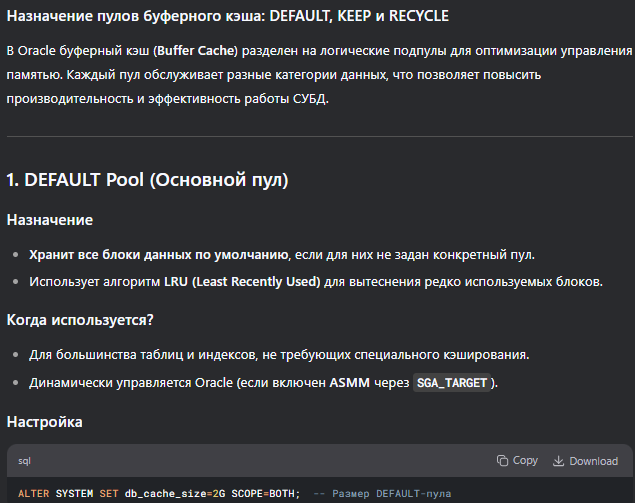 Назначение пулов буферного кэша: DEFAULT, KEEP и RECYCLE
В Oracle буферный кэш (Buffer Cache) разделен на логические подпулы для оптимизации управления
памятью. Каждый пул обслуживает разные категории данных, что позволяет повысить
производительность и эффективность работы СУБД.
1. DEFAULT Pool (Основной пул)
Назначение
• Хранит все блоки данных по умолчанию, если для них не задан конкретный пул.
• Использует алгоритм LRU (Least Recently Used) для вытеснения редко используемых блоков.
Когда используется?
• Для большинства таблиц и индексов, не требующих специального кэширования.
• Динамически управляется Oracle (если включен ASMM через SGA_TARGET).
Настройка
sql Copy Download
ALTER SYSTEM SET db_cache_size=2G SCOPE=BOTH; -- Размер DEFAULT-пула